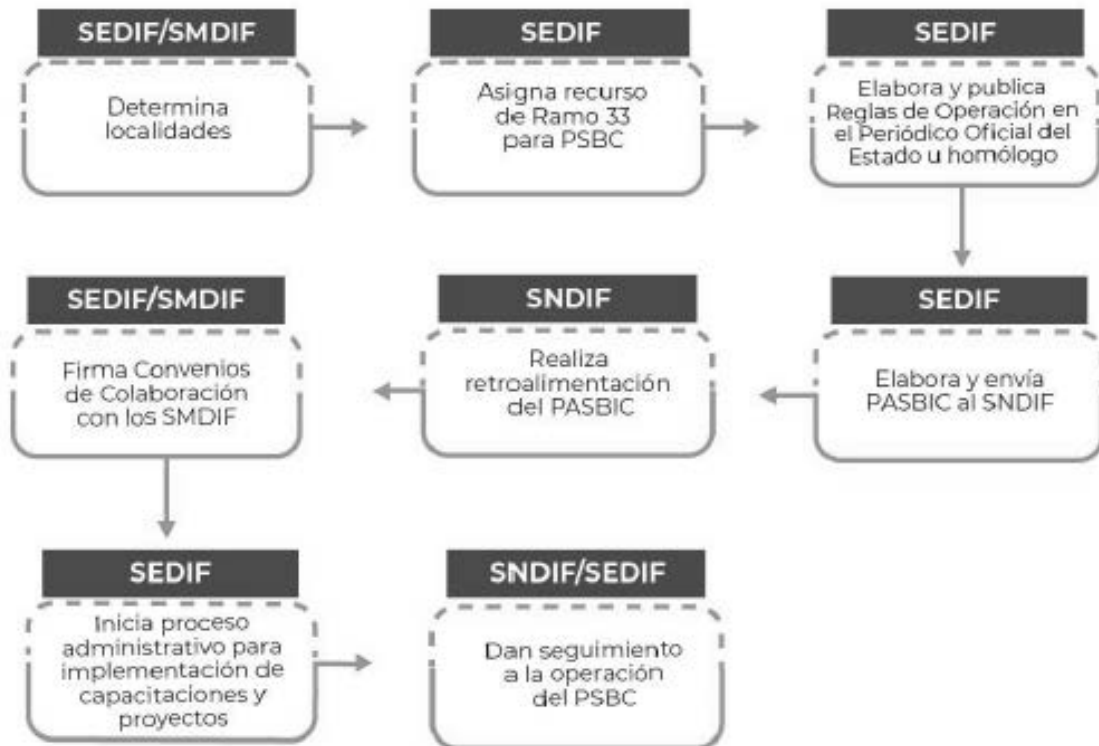 SEDIF/SMDIF
Determina
localidades
SEDIF
Asigna recurso
de Ramo 33
para PSBC
SEDIF
Elabora y publica
Reglas de Operación en
el Periódico Oficial del
Estado u homólogo
SEDIF
Elabora y envía
PASBIC al SNDIF
SNDIF
Realiza
retroalimentación
del PASBIC
SEDIF/SMDIF
Firma Convenios
de Colaboración
con los SMDIF
SEDIF
Inicia proceso
administrativo para
implementación de
capacitaciones y
proyectos
SNDIF/SEDIF
Dan seguimiento
a la operación
del PSBC